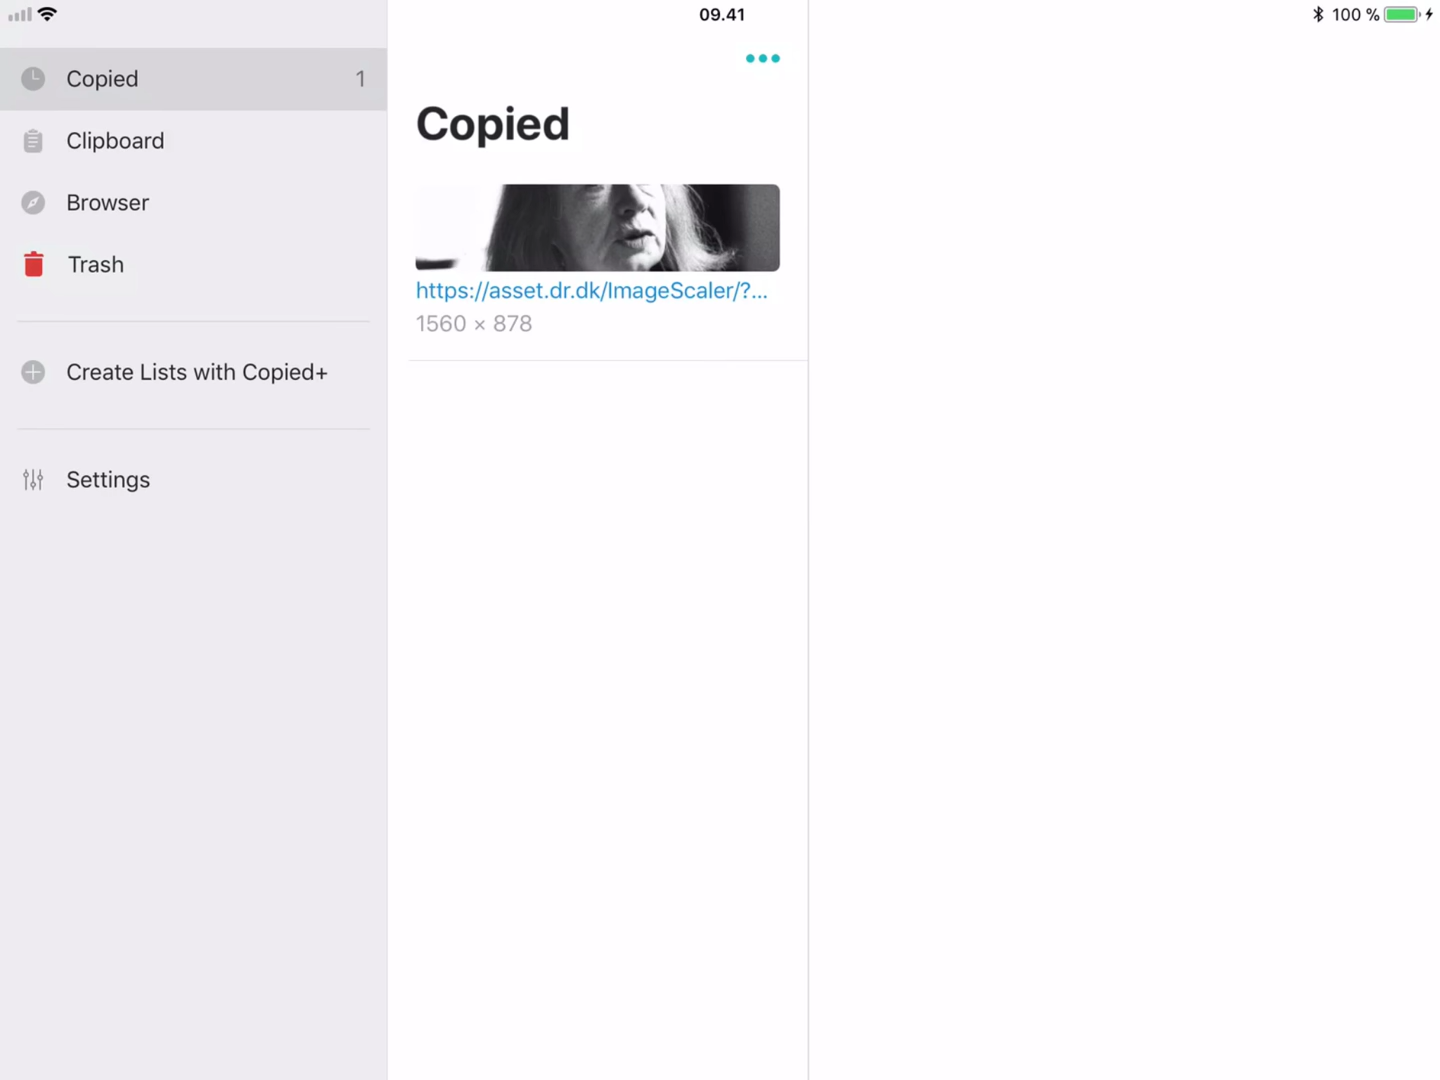 09.41
100 %
Copied 1
Clipboard
Browser
Trash
Create Lists with Copied+
Settings
Copied
https://asset.dr.dk/ImageScaler/?...
1560 × 878